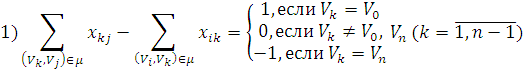 1) ∑_{(V_k,V_j)∈μ} x_{kj} − ∑_{(V_i,V_k)∈μ} x_{ik} = { 1, если V_k = V_0
0, если V_k ≠ V_0, V_n (k = \overline{1, n − 1})
−1, если V_k = V_n